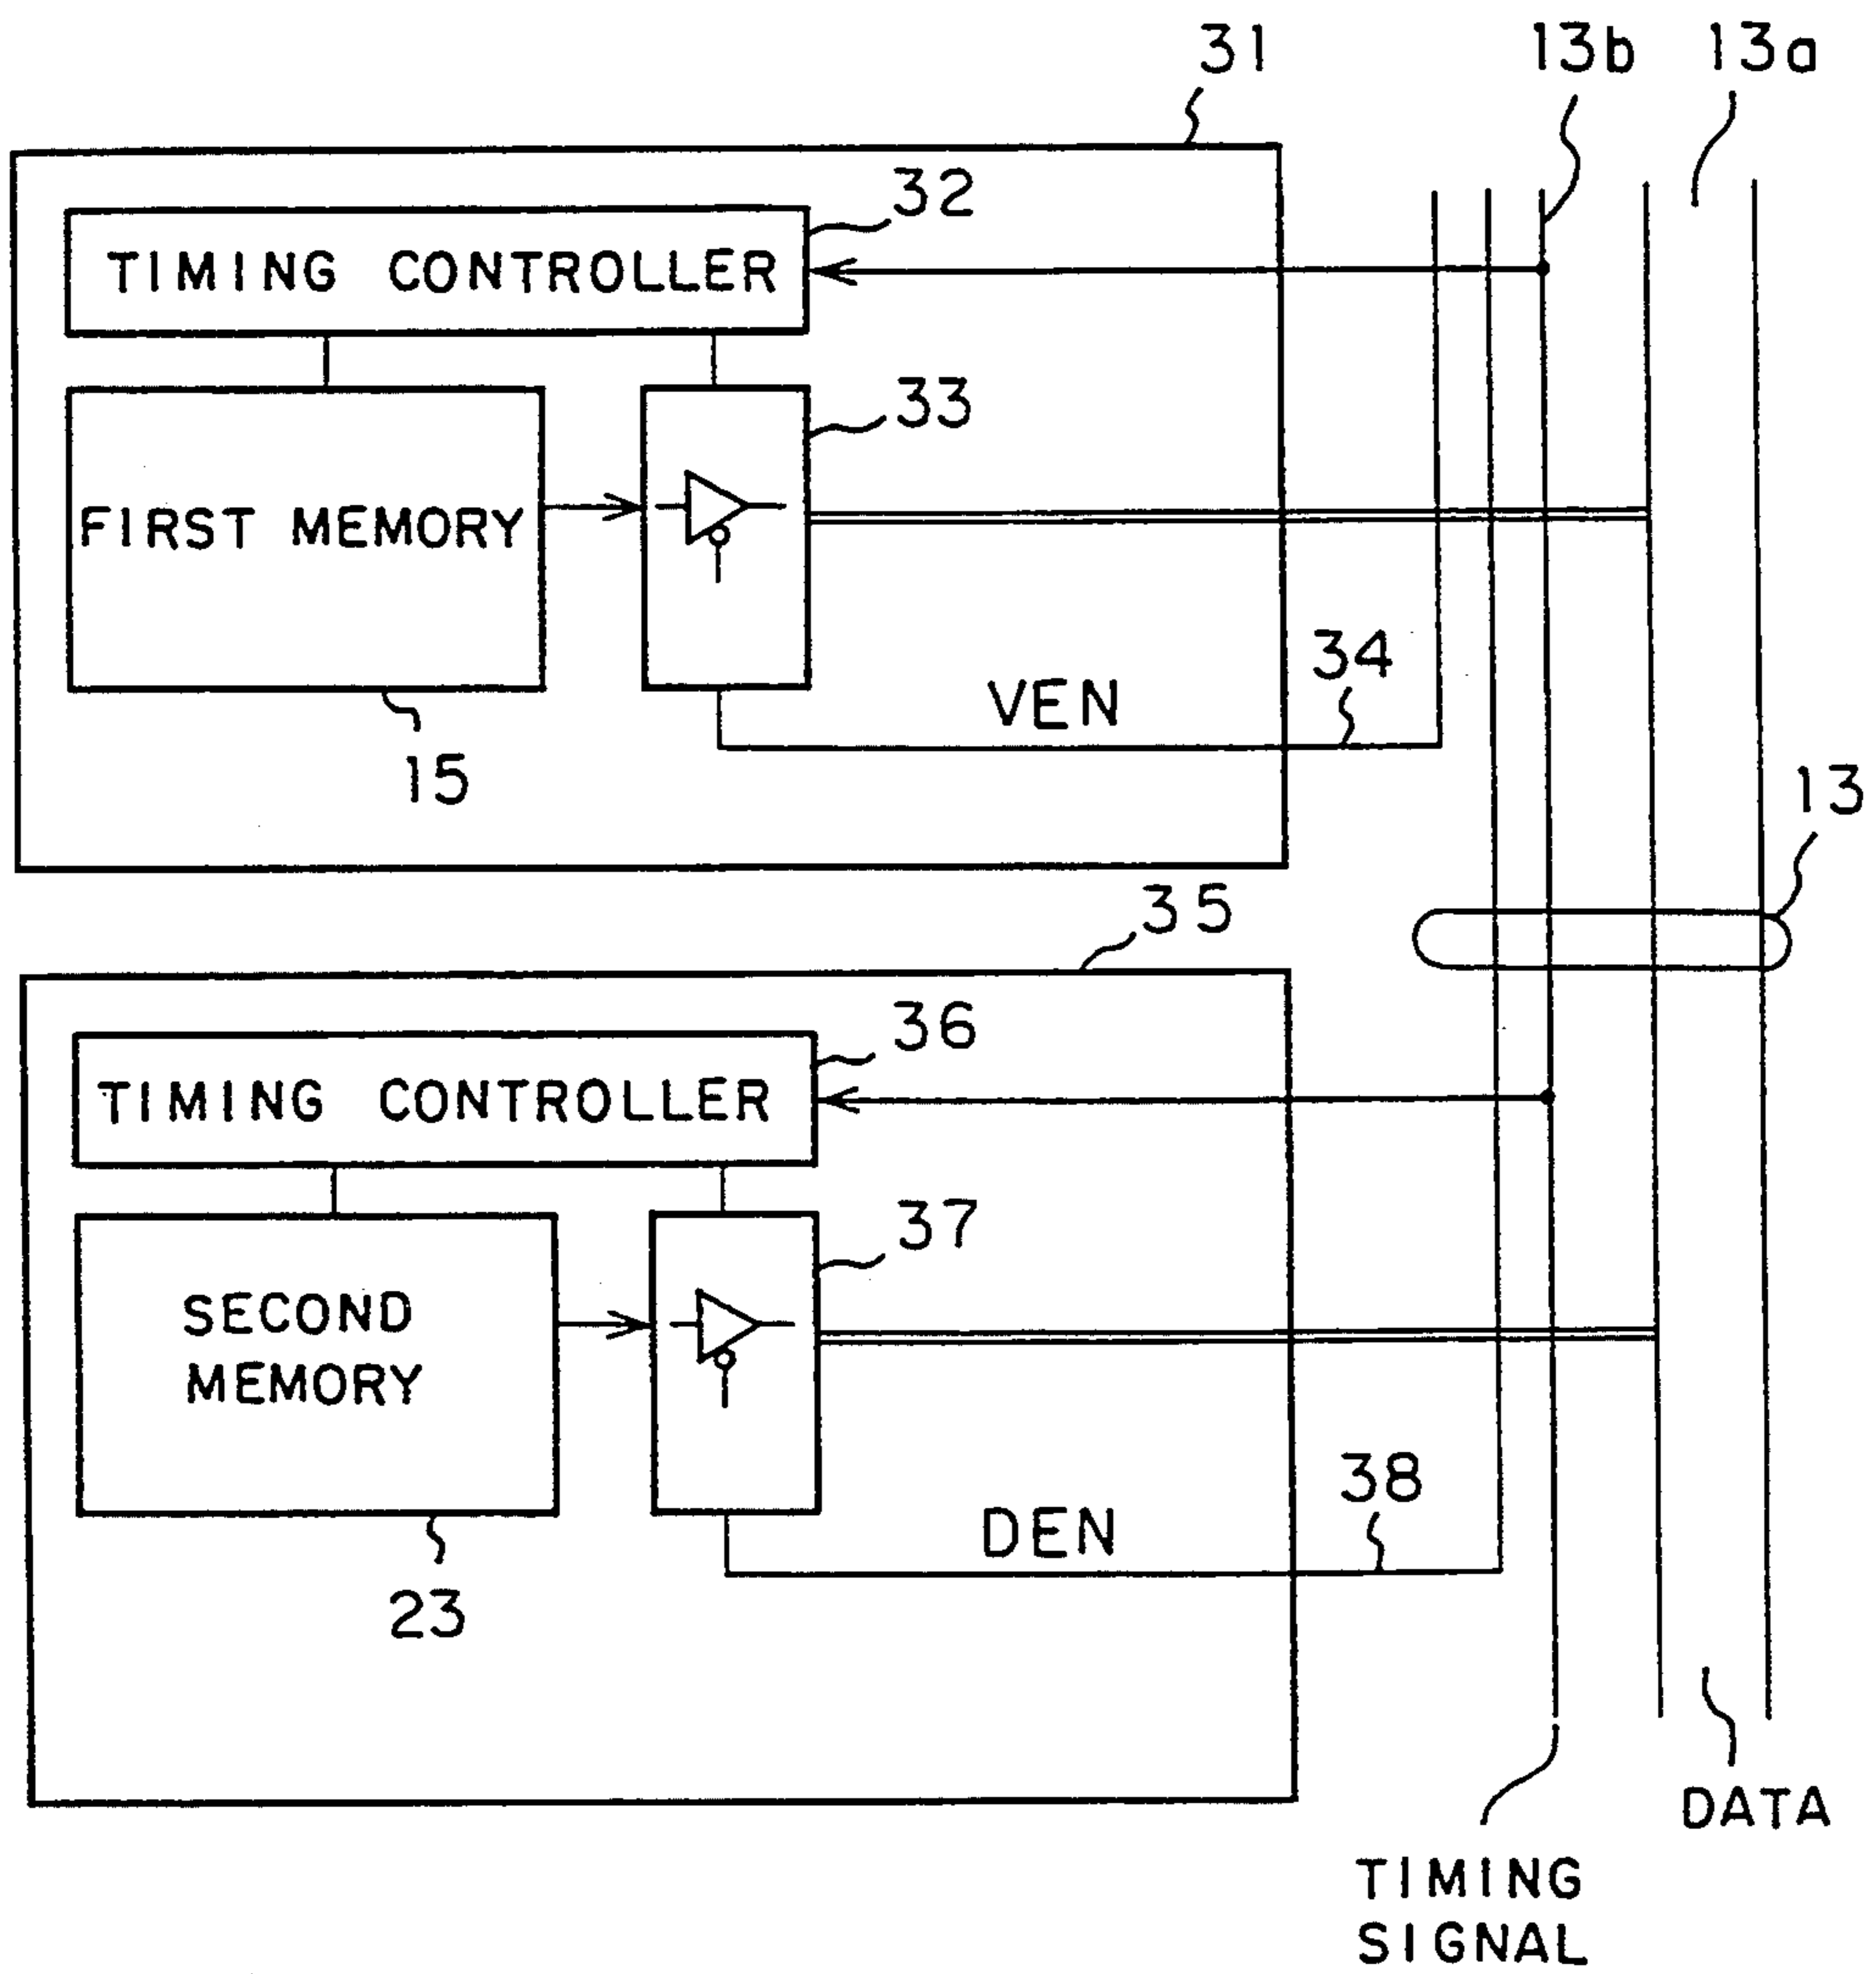 31
13b
13a
32
TIMING CONTROLLER
33
FIRST MEMORY
34
VEN
15
13
35
36
TIMING CONTROLLER
37
SECOND
MEMORY
38
DEN
23
DATA
TIMING
SIGNAL